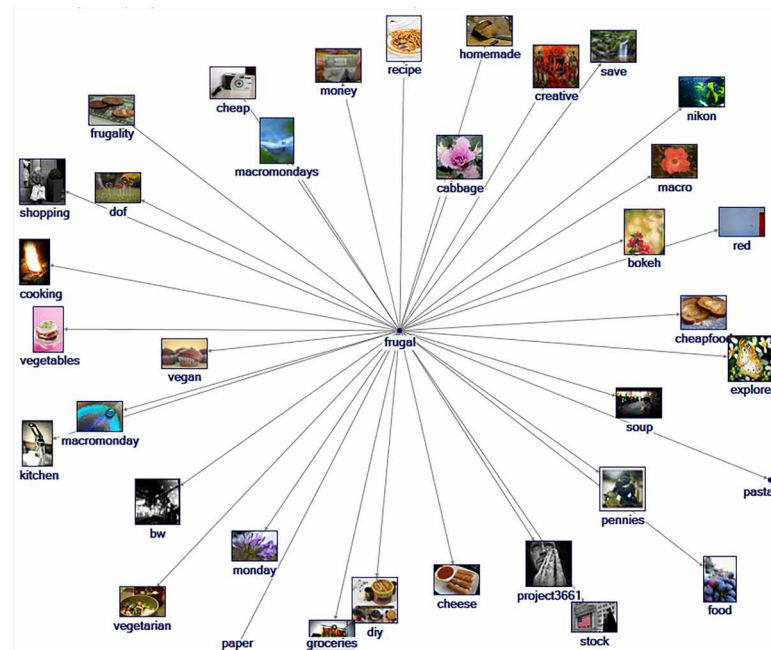 recipe
homemade
money
creative
save
cheap
nikon
frugality
macromondays
cabbage
macro
shopping
dof
red
bokeh
cooking
cheapfood
frugal
vegetables
vegan
explore
macromonday
soup
kitchen
pasta
pennies
bw
monday
project3661
cheese
food
vegetarian
diy
paper
groceries
stock